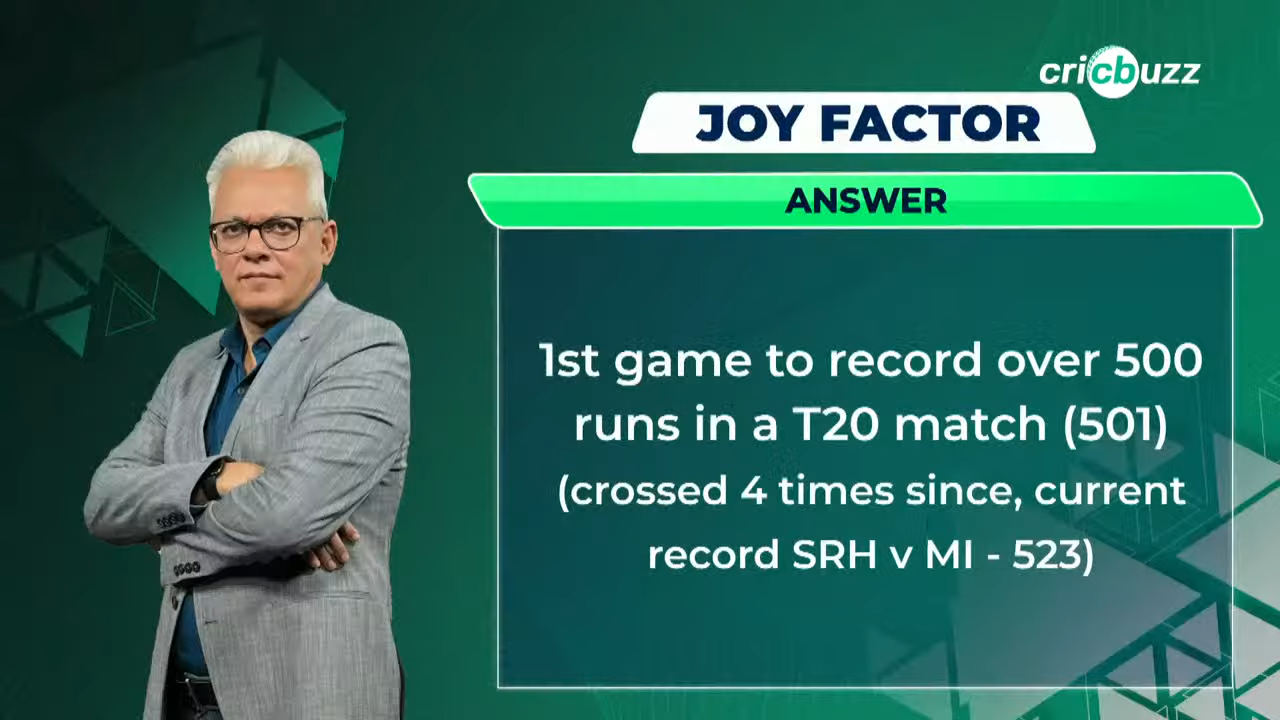 cricbuzz
JOY FACTOR
ANSWER
1st game to record over 500
runs in a T20 match (501)
(crossed 4 times since, current
record SRH v MI - 523)